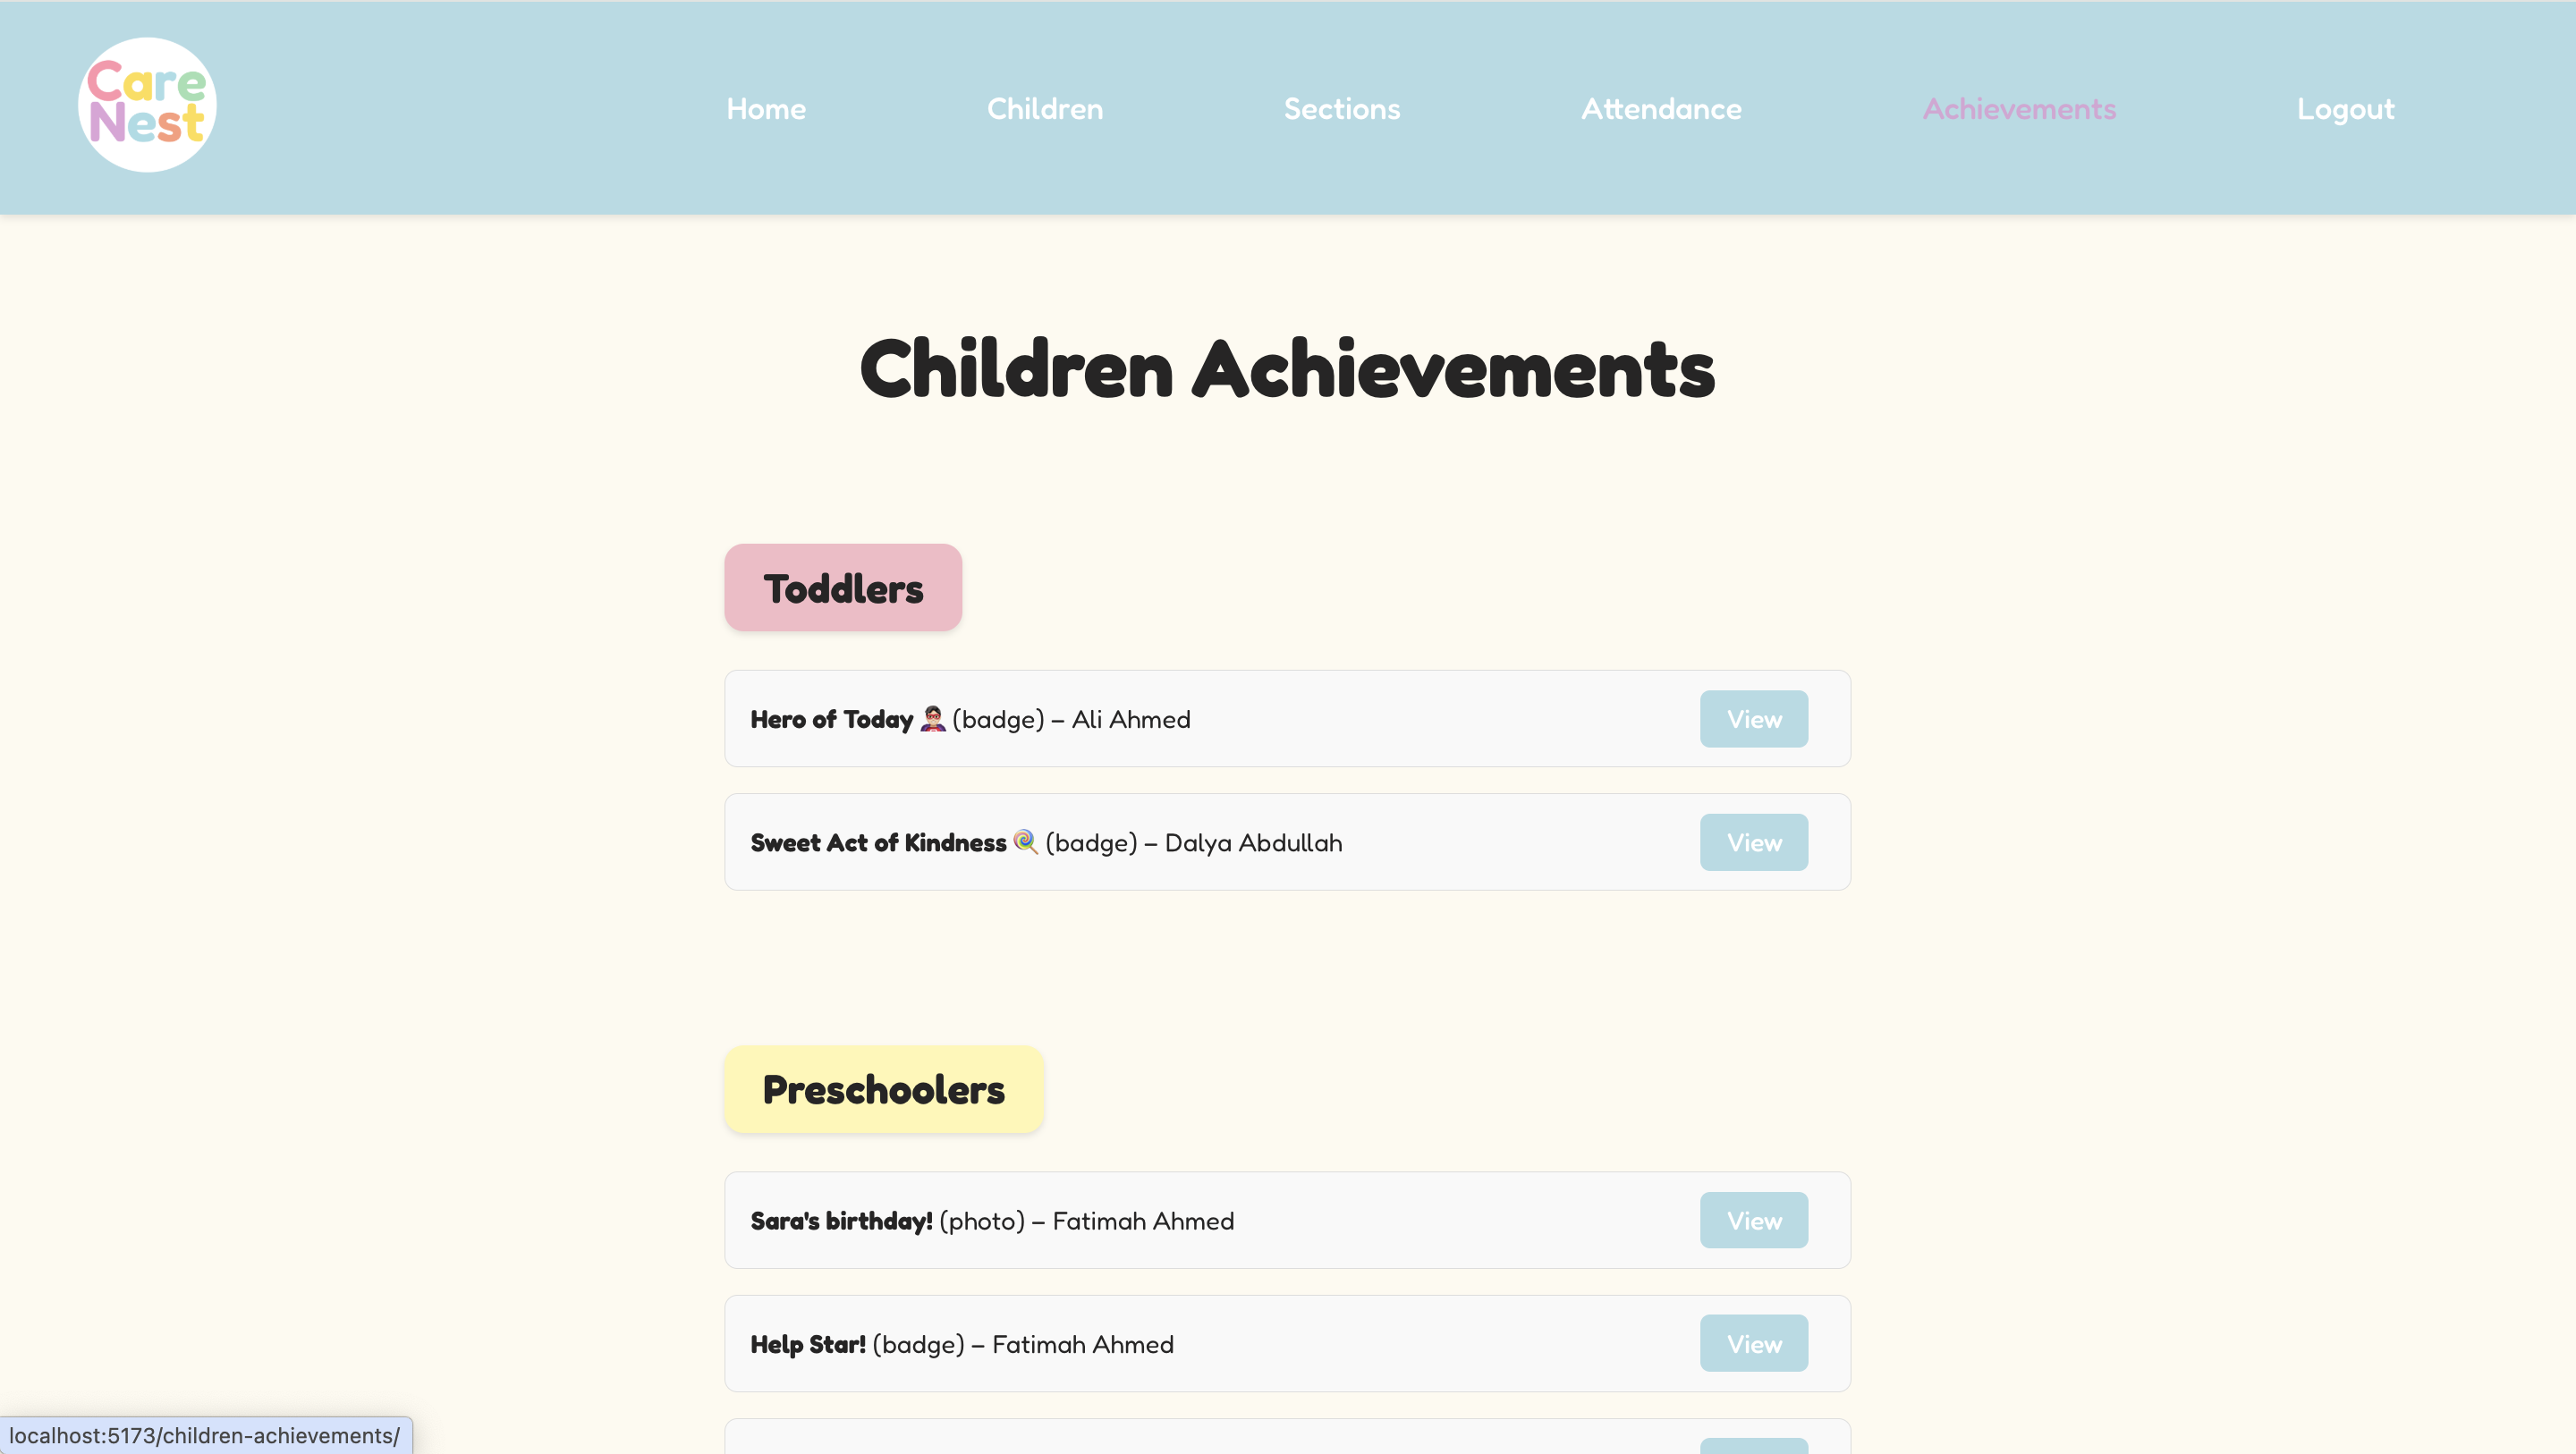 Care
Nest
Home Children Sections Attendance Achievements Logout
Children Achievements
Toddlers
Hero of Today 🦸🏻 (badge) – Ali Ahmed View
Sweet Act of Kindness 🍭 (badge) – Dalya Abdullah View
Preschoolers
Sara's birthday! (photo) – Fatimah Ahmed View
Help Star! (badge) – Fatimah Ahmed View
localhost:5173/children-achievements/